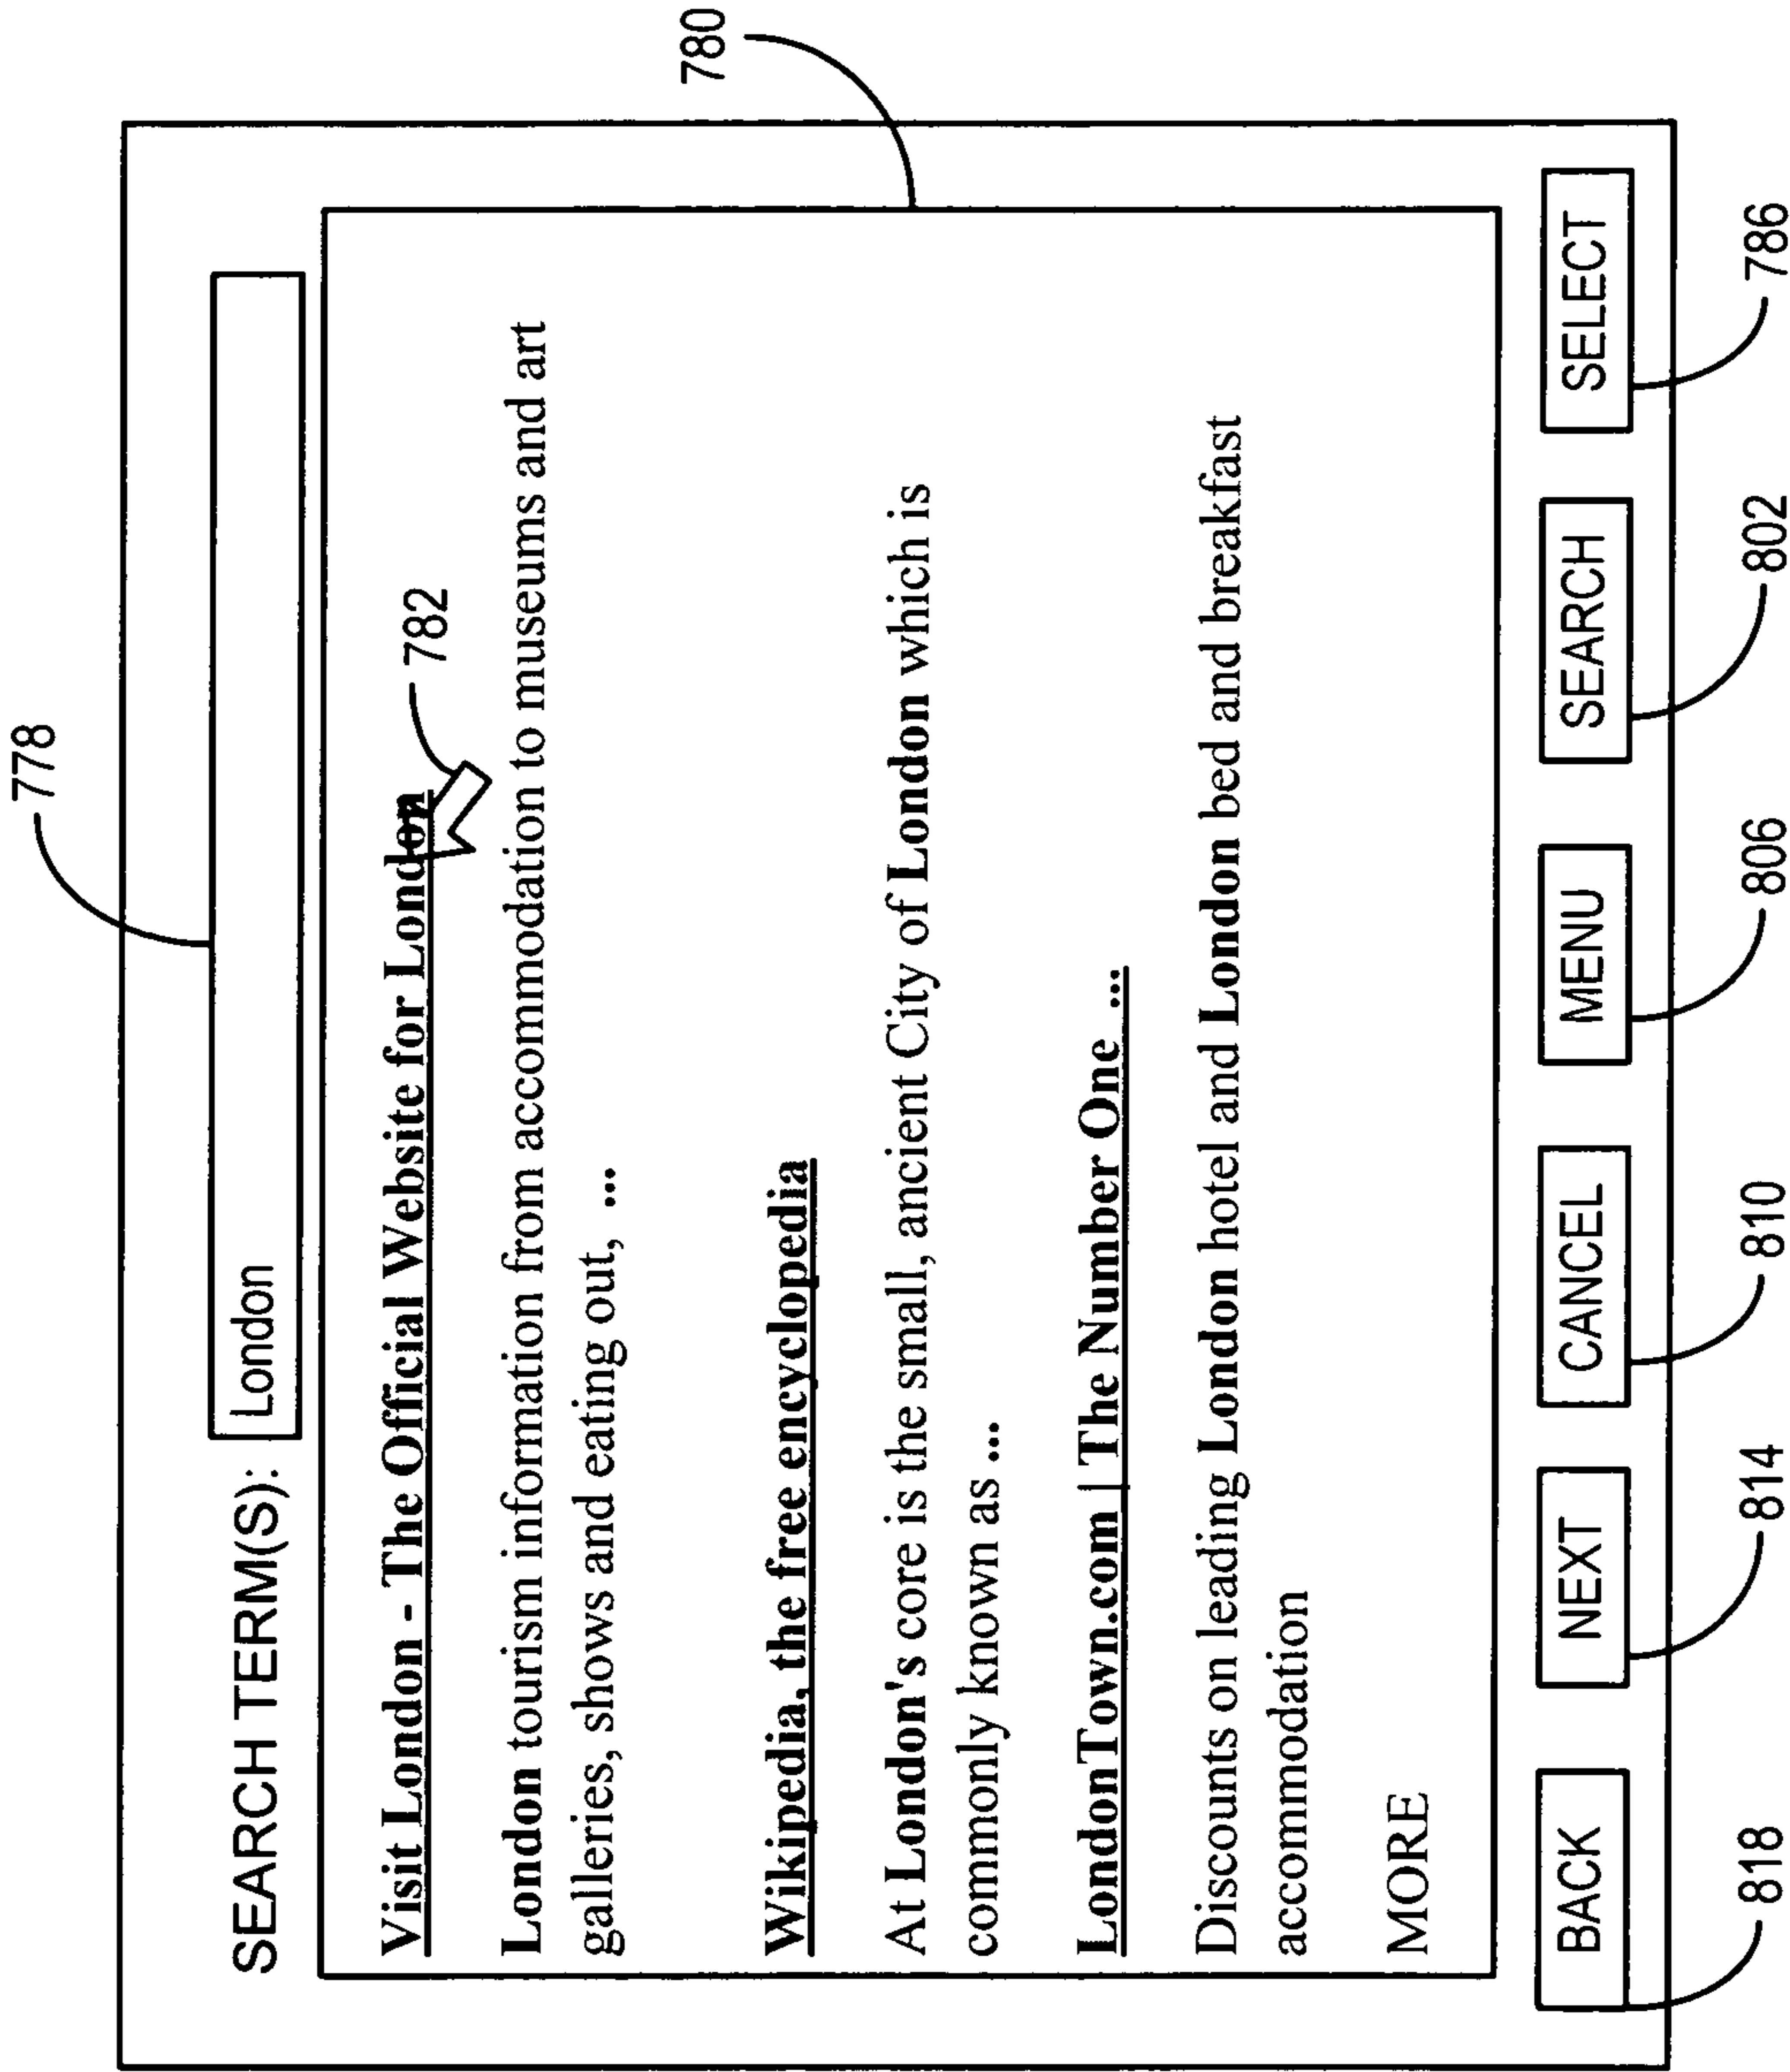 778
SEARCH TERM(S): London
Visit London - The Official Website for London
782
London tourism information from accommodation to museums and art
galleries, shows and eating out, ...
780
Wikipedia, the free encyclopedia
At London's core is the small, ancient City of London which is
commonly known as ...
LondonTown.com | The Number One ...
Discounts on leading London hotel and London bed and breakfast
accommodation
MORE
BACK NEXT CANCEL MENU SEARCH SELECT
818 814 810 806 802 786